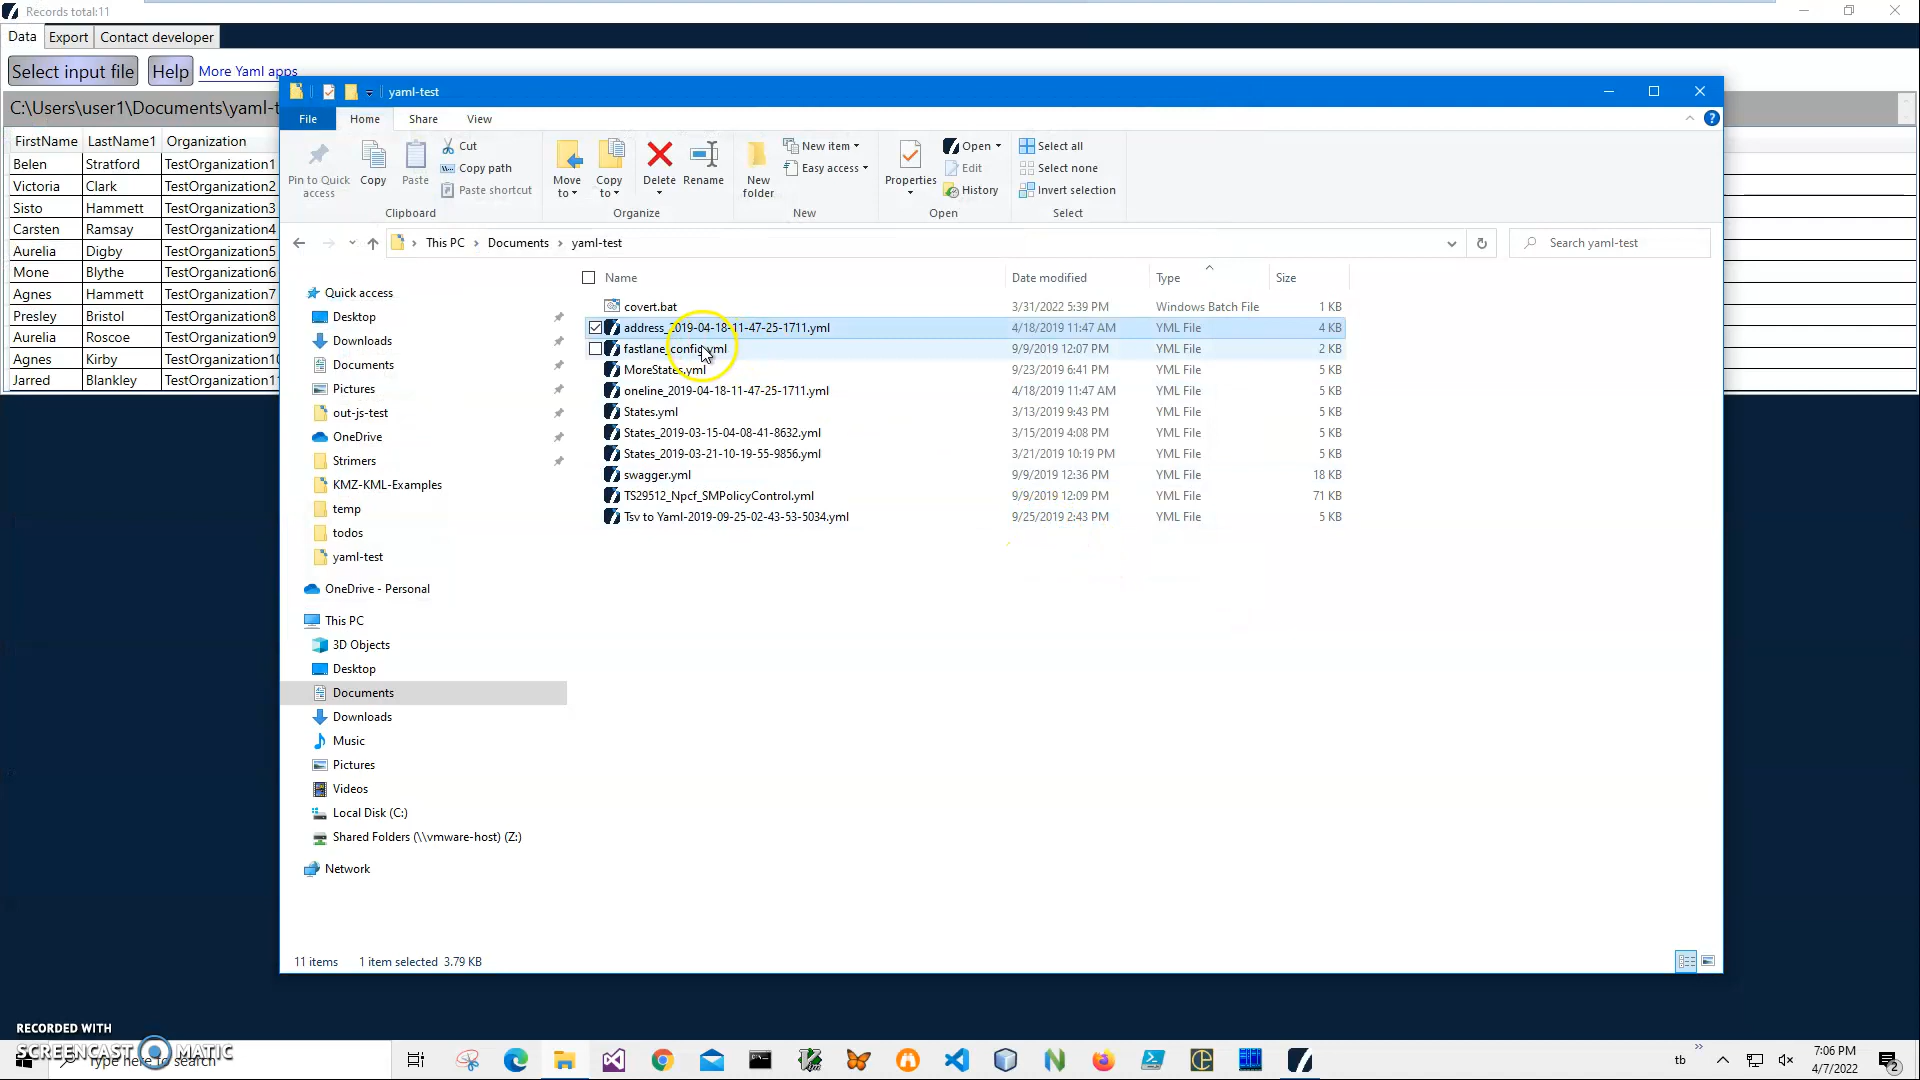 Records total:11
Data Export Contact developer
Select input file Help More Yaml apps
C:\Users\user1\Documents\yaml-t
FirstName LastName1 Organization
Belen Stratford TestOrganization1
Victoria Clark TestOrganization2
Sisto Hammett TestOrganization3
Carsten Ramsay TestOrganization4
Aurelia Digby TestOrganization5
Mone Blythe TestOrganization6
Agnes Hammett TestOrganization7
Presley Bristol TestOrganization8
Aurelia Roscoe TestOrganization9
Agnes Kirby TestOrganization10
Jarred Blankley TestOrganization11
yaml-test
File Home Share View
Pin to Quick access
Copy
Paste
Cut
Copy path
Paste shortcut
Clipboard
Move to
Copy to
Delete
Rename
Organize
New folder
New item
Easy access
New
Properties
Open
Edit
History
Open
Select all
Select none
Invert selection
Select
This PC Documents yaml-test
Search yaml-test
Quick access
Desktop
Downloads
Documents
Pictures
out-js-test
OneDrive
Strimers
KMZ-KML-Examples
temp
todos
yaml-test
OneDrive - Personal
This PC
3D Objects
Desktop
Documents
Downloads
Music
Pictures
Videos
Local Disk (C:)
Shared Folders (\\vmware-host) (Z:)
Network
Name Date modified Type Size
covert.bat 3/31/2022 5:39 PM Windows Batch File 1 KB
address_2019-04-18-11-47-25-1711.yml 4/18/2019 11:47 AM YML File 4 KB
fastlane_config.yml 9/9/2019 12:07 PM YML File 2 KB
MoreStates.yml 9/23/2019 6:41 PM YML File 5 KB
oneline_2019-04-18-11-47-25-1711.yml 4/18/2019 11:47 AM YML File 5 KB
States.yml 3/13/2019 9:43 PM YML File 5 KB
States_2019-03-15-04-08-41-8632.yml 3/15/2019 4:08 PM YML File 5 KB
States_2019-03-21-10-19-55-9856.yml 3/21/2019 10:19 PM YML File 5 KB
swagger.yml 9/9/2019 12:36 PM YML File 18 KB
TS29512_Npcf_SMPolicyControl.yml 9/9/2019 12:09 PM YML File 71 KB
Tsv to Yaml-2019-09-25-02-43-53-5034.yml 9/25/2019 2:43 PM YML File 5 KB
11 items 1 item selected 3.79 KB
RECORDED WITH
SCREENCAST MATIC
Type here to search
tb
7:06 PM
4/7/2022
2